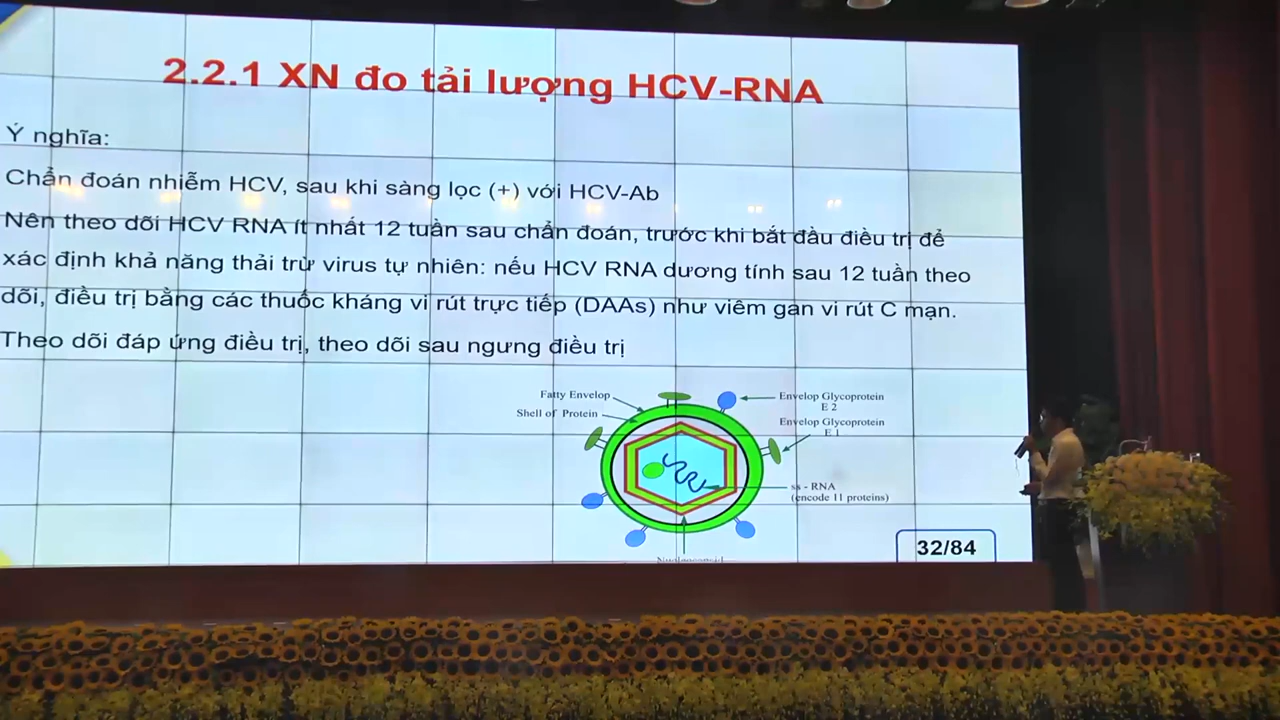 2.2.1 XN đo tải lượng HCV-RNA
Ý nghĩa:
Chẩn đoán nhiễm HCV, sau khi sàng lọc (+) với HCV-Ab
Nên theo dõi HCV RNA ít nhất 12 tuần sau chẩn đoán, trước khi bắt đầu điều trị để
xác định khả năng thải trừ virus tự nhiên: nếu HCV RNA dương tính sau 12 tuần theo
dõi, điều trị bằng các thuốc kháng vi rút trực tiếp (DAAs) như viêm gan vi rút C mạn.
Theo dõi đáp ứng điều trị, theo dõi sau ngưng điều trị
Fatty Envelop
Shell of Protein
Envelop Glycoprotein
E 2
Envelop Glycoprotein
E 1
ss - RNA
(encode 11 proteins)
32/84